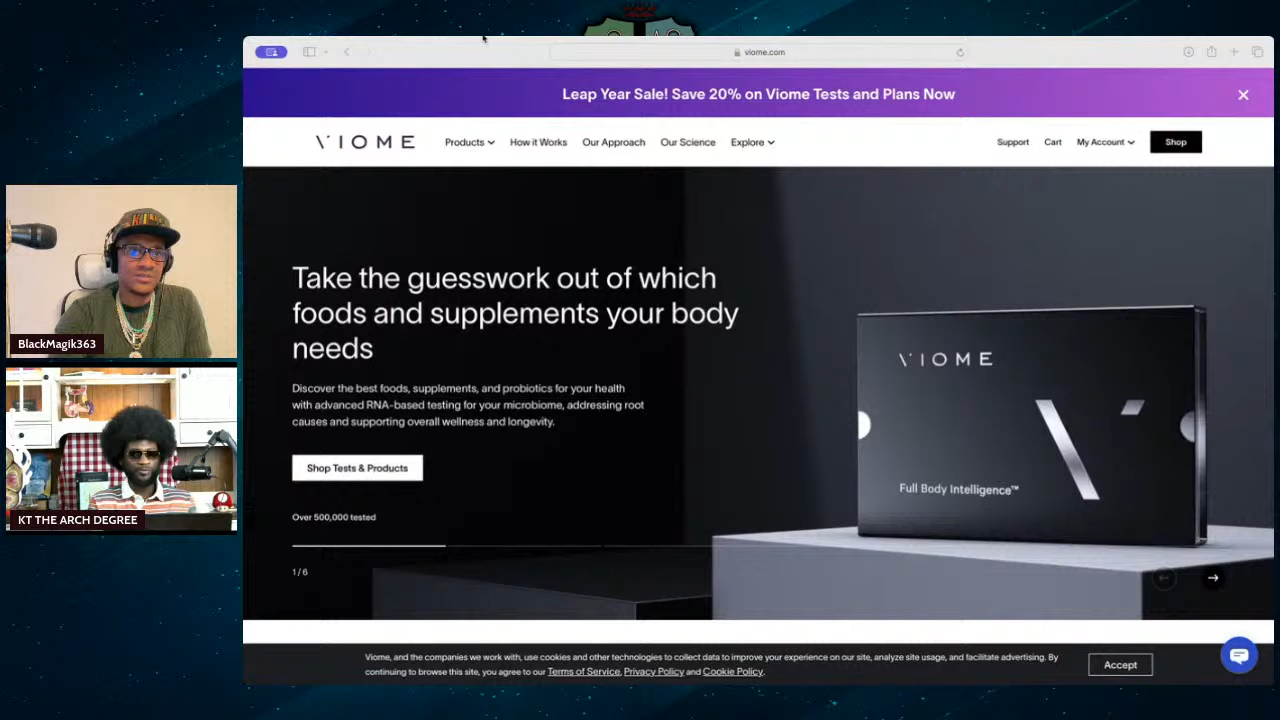 viome.com
Leap Year Sale! Save 20% on Viome Tests and Plans Now
VIOME
Products
How it Works
Our Approach
Our Science
Explore
Support
Cart
My Account
Shop
Take the guesswork out of which
foods and supplements your body
needs
Discover the best foods, supplements, and probiotics for your health
with advanced RNA-based testing for your microbiome, addressing root
causes and supporting overall wellness and longevity.
Shop Tests & Products
Over 500,000 tested
1 / 6
VIOME
Full Body Intelligence™
BlackMagik363
KT THE ARCH DEGREE
Viome, and the companies we work with, use cookies and other technologies to collect data to improve your experience on our site, analyze site usage, and facilitate advertising. By
continuing to browse this site, you agree to our Terms of Service, Privacy Policy and Cookie Policy.
Accept